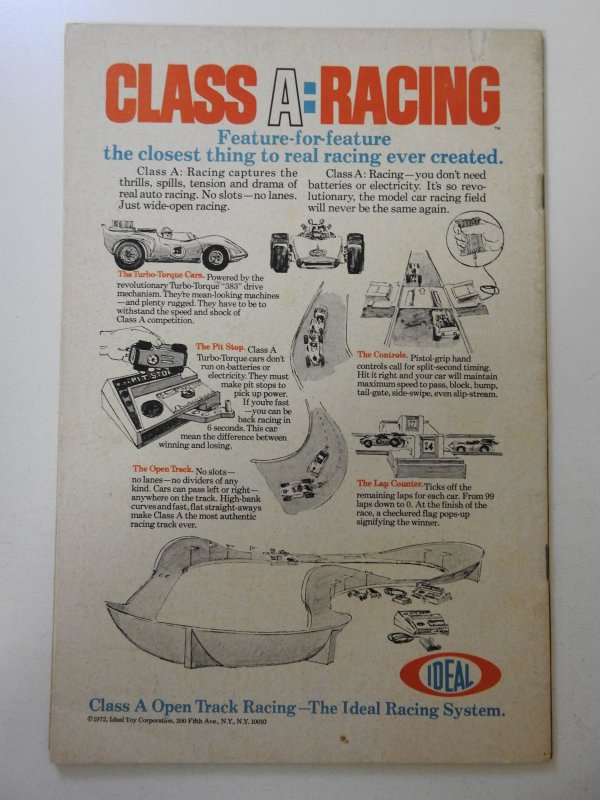 CLASS A:RACING™
Feature-for-feature
the closest thing to real racing ever created.
Class A: Racing captures the
thrills, spills, tension and drama of
real auto racing. No slots—no lanes.
Just wide-open racing.
Class A: Racing—you don't need
batteries or electricity. It's so revo-
lutionary, the model car racing field
will never be the same again.
The Turbo-Torque Cars. Powered by the
revolutionary Turbo-Torque™ "383" drive
mechanism. They're mean-looking machines
—and plenty rugged. They have to be to
withstand the speed and shock of
Class A competition.
PIT STOP
The Pit Stop. Class A
Turbo-Torque cars don't
run on batteries or
electricity. They must
make pit stops to
pick up power.
If you're fast
—you can be
back racing in
6 seconds. This can
mean the difference between
winning and losing.
The Controls. Pistol-grip hand
controls call for split-second timing.
Hit it right and your car will maintain
maximum speed to pass, block, bump,
tail-gate, side-swipe, even slip-stream.
The Open Track. No slots—
no lanes—no dividers of any
kind. Cars can pass left or right—
anywhere on the track. High-bank
curves and fast, flat straight-aways
make Class A the most authentic
racing track ever.
24
The Lap Counter. Ticks off the
remaining laps for each car. From 99
laps down to 0. At the finish of the
race, a checkered flag pops-up
signifying the winner.
IDEAL
Class A Open Track Racing—The Ideal Racing System.
©1972, Ideal Toy Corporation, 200 Fifth Ave., N.Y., N.Y. 10010